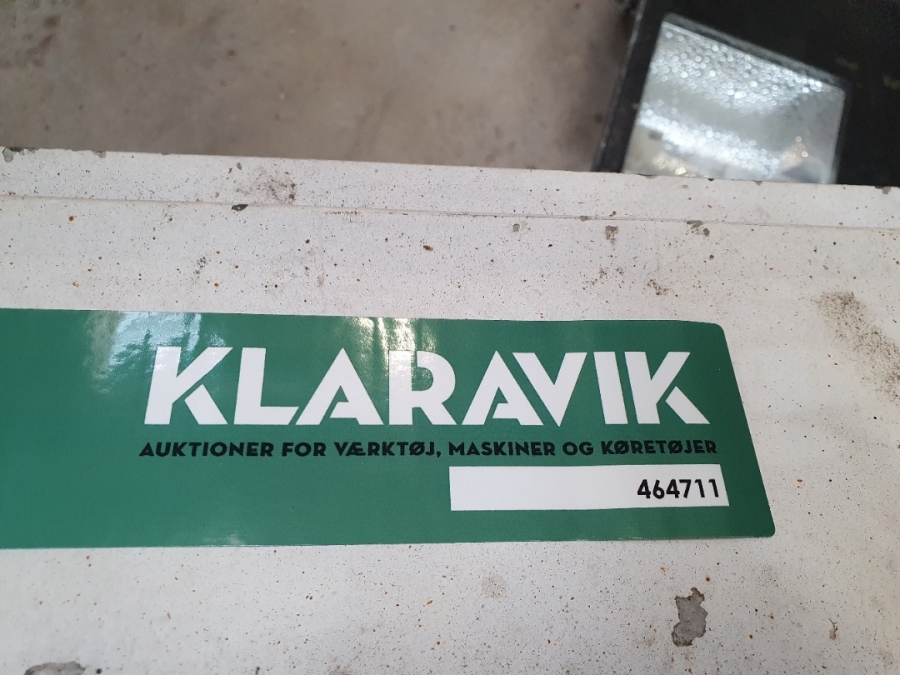 KLARAVIK
AUKTIONER FOR VÆRKTØJ, MASKINER OG KØRETØJER
464711